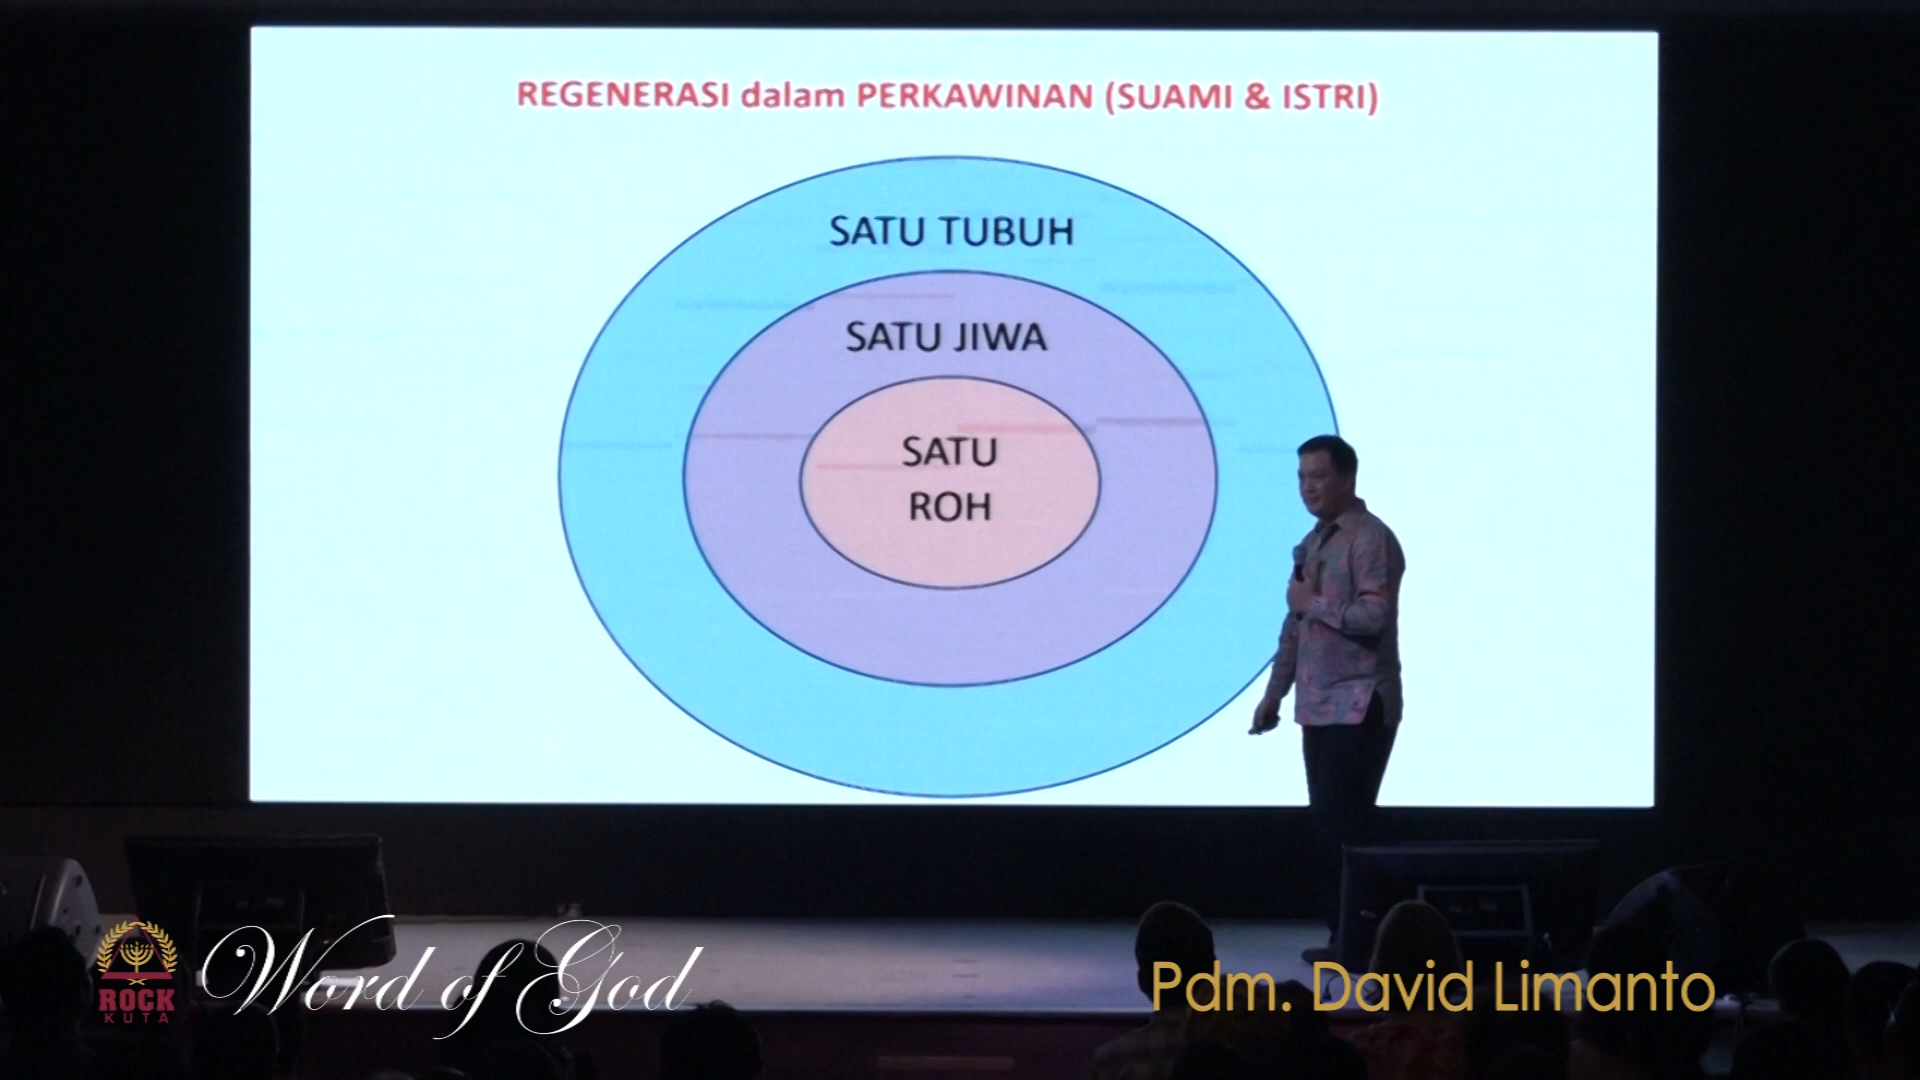 REGENERASI dalam PERKAWINAN (SUAMI & ISTRI)
SATU TUBUH
SATU JIWA
SATU
ROH
ROCK
KUTA
Word of God
Pdm. David Limanto